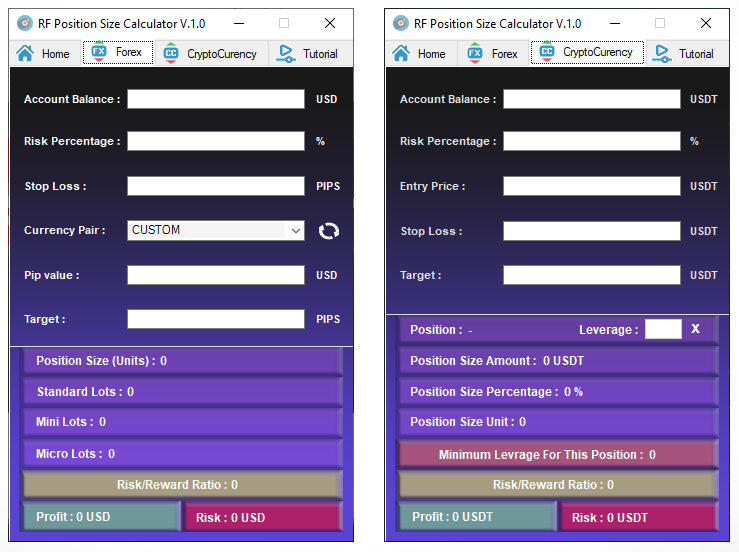 RF Position Size Calculator V.1.0
Home FX Forex CC CryptoCurency Tutorial
Account Balance : USD
Risk Percentage : %
Stop Loss : PIPS
Currency Pair : CUSTOM
Pip value : USD
Target : PIPS
Position Size (Units) : 0
Standard Lots : 0
Mini Lots : 0
Micro Lots : 0
Risk/Reward Ratio : 0
Profit : 0 USD Risk : 0 USD
RF Position Size Calculator V.1.0
Home FX Forex CC CryptoCurency Tutorial
Account Balance : USDT
Risk Percentage : %
Entry Price : USDT
Stop Loss : USDT
Target : USDT
Position : - Leverage : X
Position Size Amount : 0 USDT
Position Size Percentage : 0 %
Position Size Unit : 0
Minimum Levrage For This Position : 0
Risk/Reward Ratio : 0
Profit : 0 USDT Risk : 0 USDT